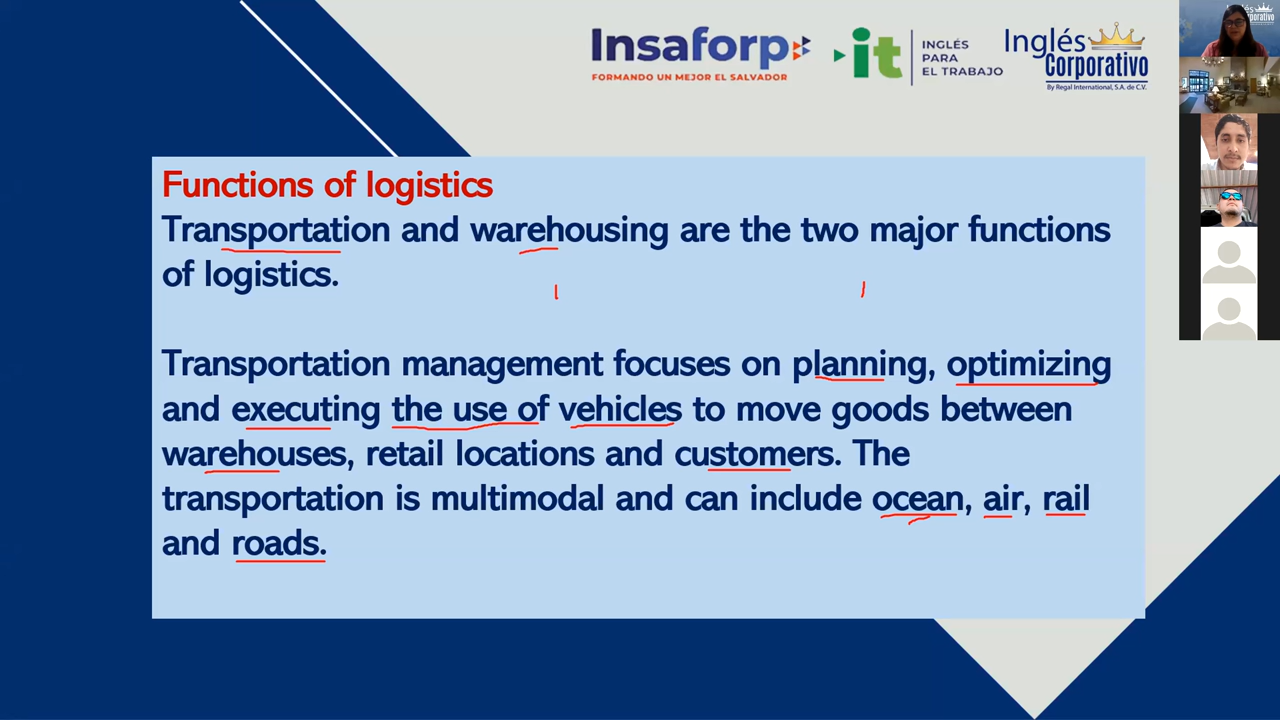 Insaforp
FORMANDO UN MEJOR EL SALVADOR
it
INGLÉS
PARA
EL TRABAJO
Inglés
Corporativo
By Regal International, S.A. de C.V.
Functions of logistics
Transportation and warehousing are the two major functions
of logistics.
Transportation management focuses on planning, optimizing
and executing the use of vehicles to move goods between
warehouses, retail locations and customers. The
transportation is multimodal and can include ocean, air, rail
and roads.